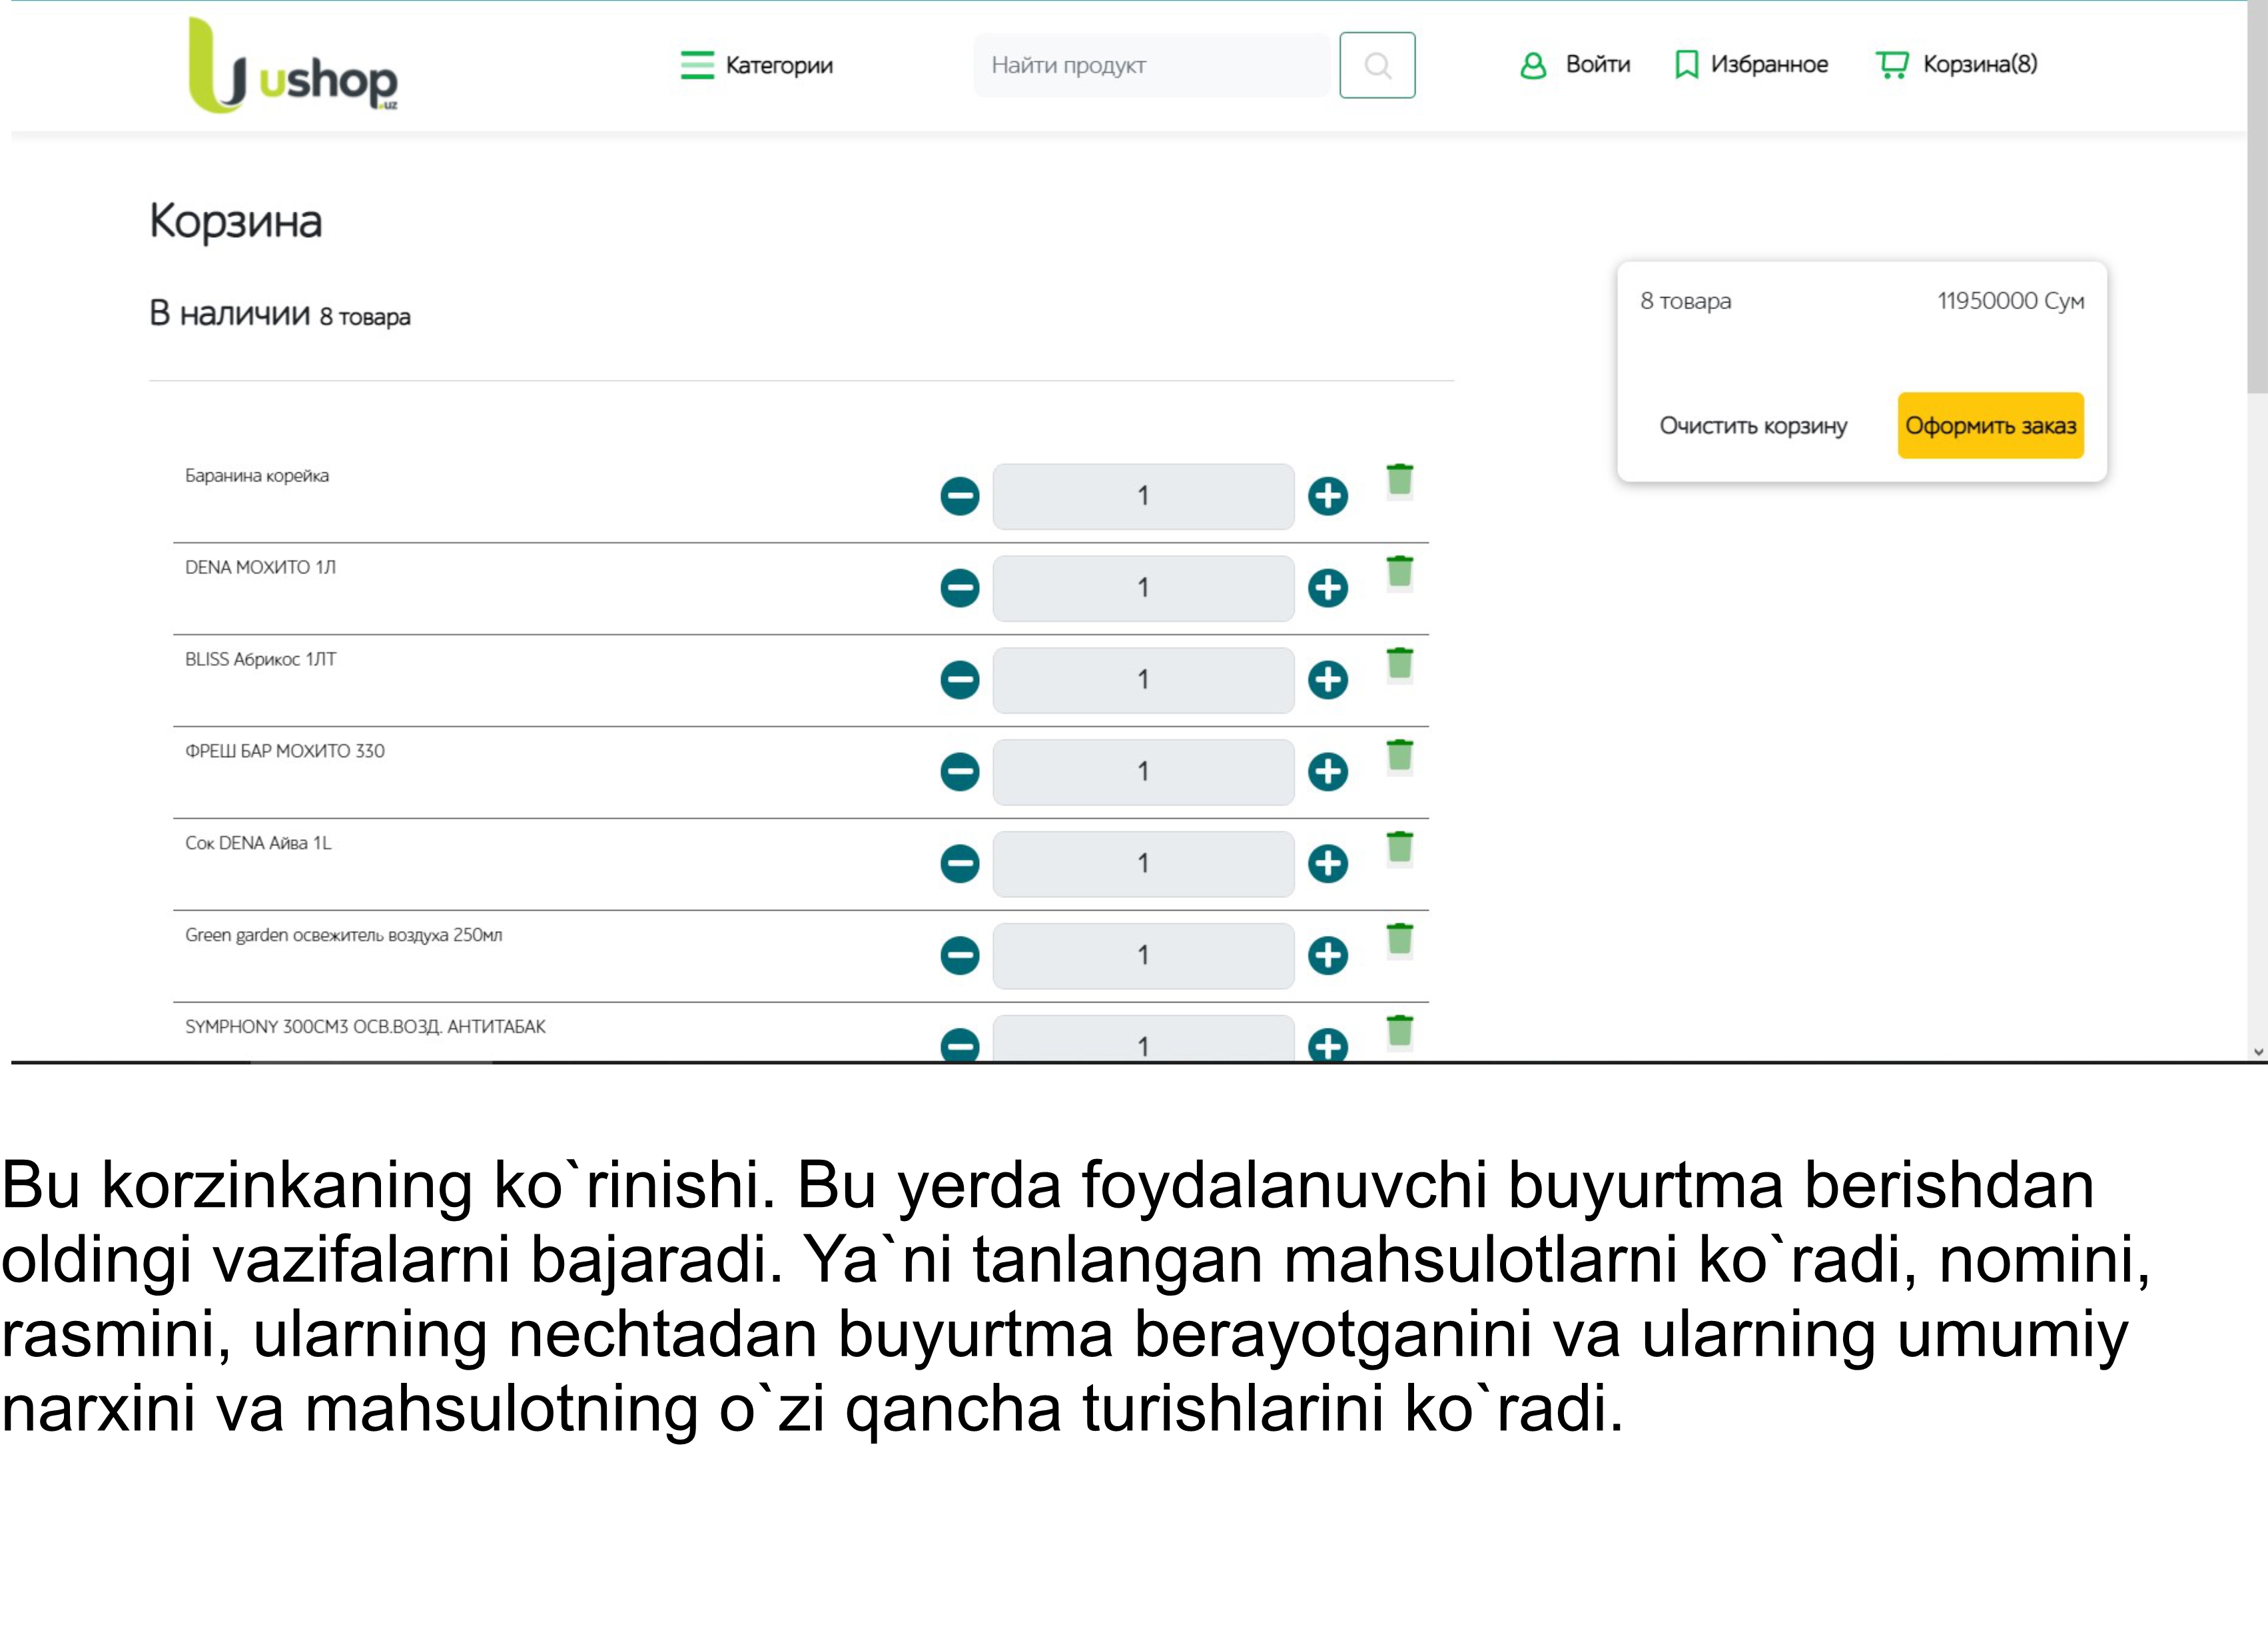 ushop
.uz
Категории
Найти продукт
Войти
Избранное
Корзина(8)
Корзина
В наличии 8 товара
8 товара 11950000 Сум
Очистить корзину Оформить заказ
Баранина корейка 1
DENA МОХИТО 1Л 1
BLISS Абрикос 1ЛТ 1
ФРЕШ БАР МОХИТО 330 1
Сок DENA Айва 1L 1
Green garden освежитель воздуха 250мл 1
SYMPHONY 300СМ3 ОСВ.ВОЗД. АНТИТАБАК 1
Bu korzinkaning ko`rinishi. Bu yerda foydalanuvchi buyurtma berishdan
oldingi vazifalarni bajaradi. Ya`ni tanlangan mahsulotlarni ko`radi, nomini,
rasmini, ularning nechtadan buyurtma berayotganini va ularning umumiy
narxini va mahsulotning o`zi qancha turishlarini ko`radi.